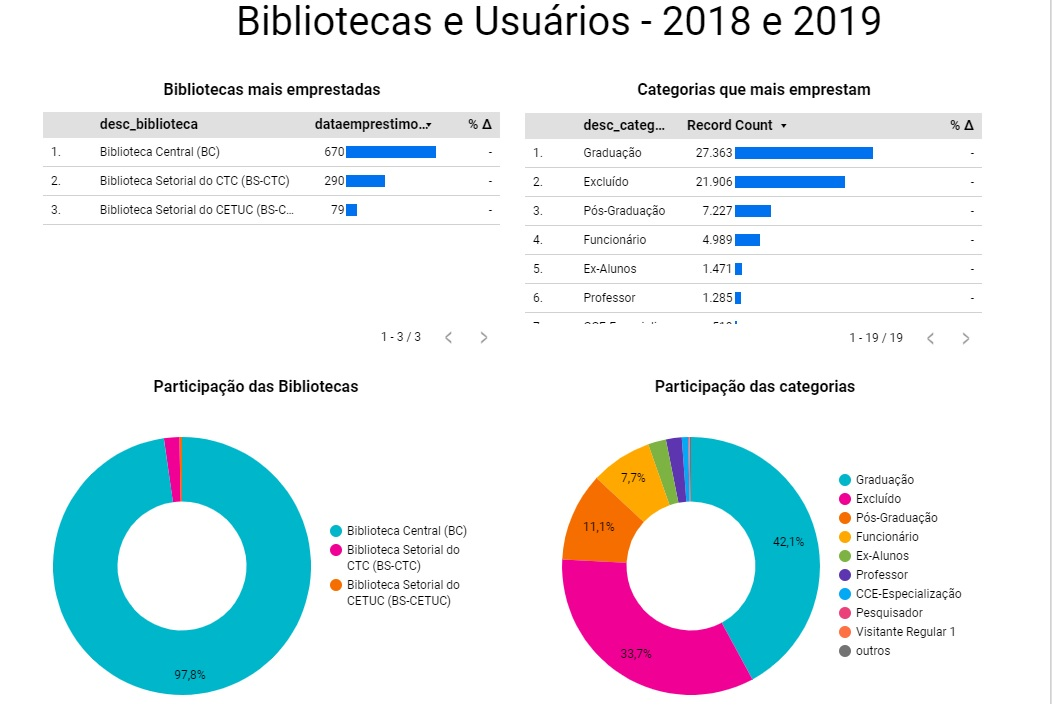 Bibliotecas e Usuários - 2018 e 2019
Bibliotecas mais emprestadas
desc_biblioteca dataemprestimo... % Δ
1. Biblioteca Central (BC) 670 -
2. Biblioteca Setorial do CTC (BS-CTC) 290 -
3. Biblioteca Setorial do CETUC (BS-C... 79 -
1 - 3 / 3
Categorias que mais emprestam
desc_categ... Record Count % Δ
1. Graduação 27.363 -
2. Excluído 21.906 -
3. Pós-Graduação 7.227 -
4. Funcionário 4.989 -
5. Ex-Alunos 1.471 -
6. Professor 1.285 -
1 - 19 / 19
Participação das Bibliotecas
97,8%
Biblioteca Central (BC)
Biblioteca Setorial do
CTC (BS-CTC)
Biblioteca Setorial do
CETUC (BS-CETUC)
Participação das categorias
42,1%
33,7%
11,1%
7,7%
Graduação
Excluído
Pós-Graduação
Funcionário
Ex-Alunos
Professor
CCE-Especialização
Pesquisador
Visitante Regular 1
outros